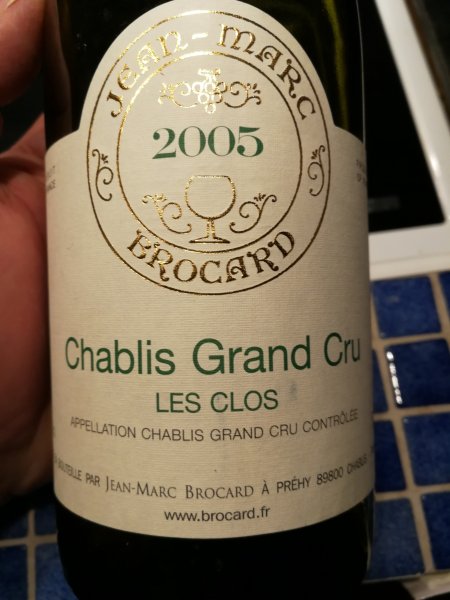 JEAN-MARC
2005
BROCARD
Chablis Grand Cru
LES CLOS
APPELLATION CHABLIS GRAND CRU CONTRÔLÉE
BOUTEILLE PAR JEAN-MARC BROCARD À PRÉHY 89800 CHABLIS
www.brocard.fr